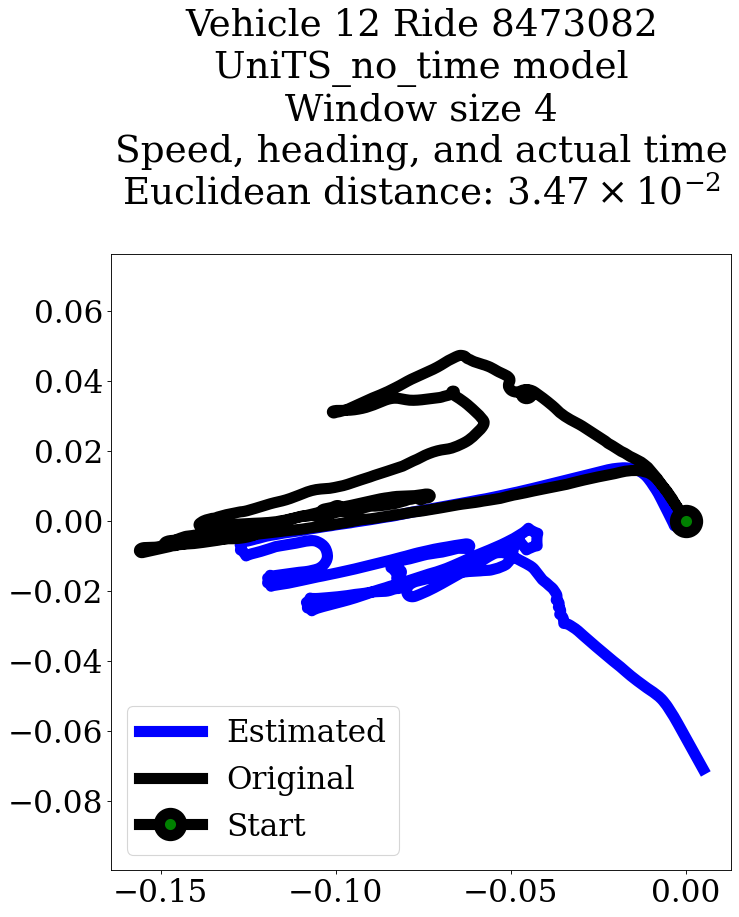 Vehicle 12 Ride 8473082
UniTS_no_time model
Window size 4
Speed, heading, and actual time
Euclidean distance: 3.47 × 10⁻²
0.06
0.04
0.02
0.00
−0.02
−0.04
−0.06
−0.08
Estimated
Original
Start
−0.15
−0.10
−0.05
0.00